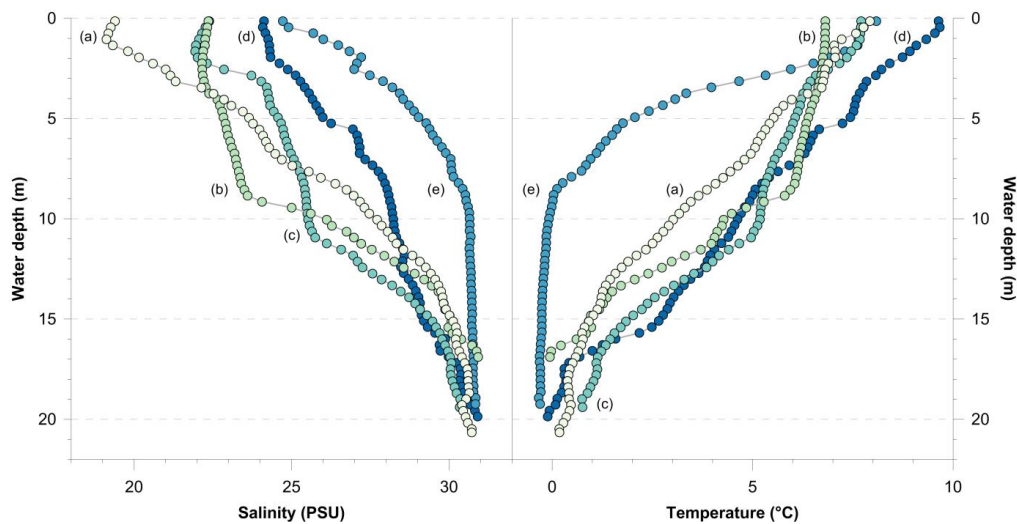 0 (b) 0
(a) (d) (d)
5 5
(e) (b) (e) (a)
10 (c) 10
15 15
20 (c) 20
20 25 30 0 5 10
Salinity (PSU) Temperature (°C)
Water depth (m)
Water depth (m)